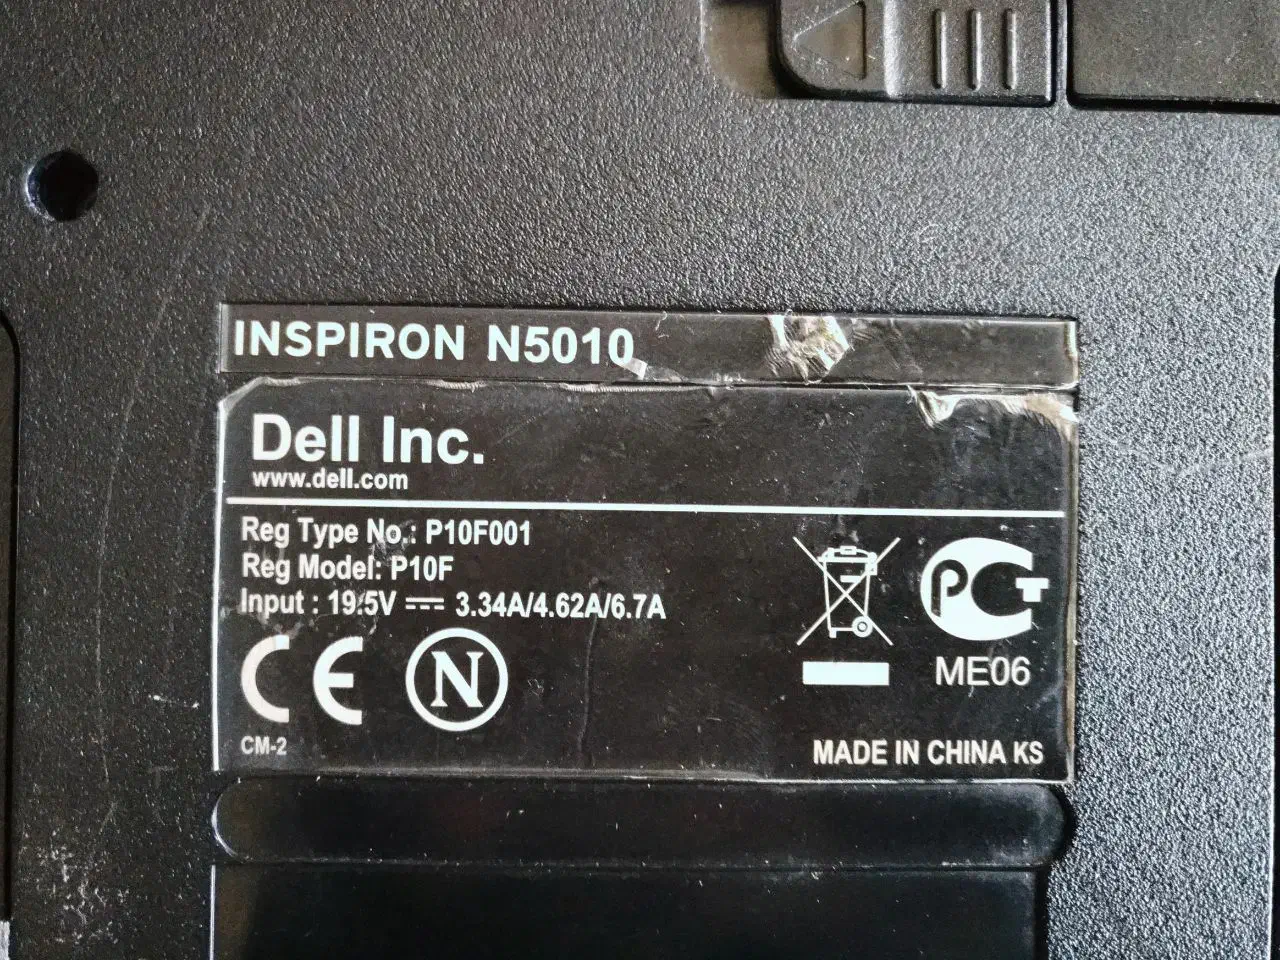 INSPIRON N5010
Dell Inc.
www.dell.com
Reg Type No.: P10F001
Reg Model: P10F
Input : 19.5V ⎓ 3.34A/4.62A/6.7A
CE N
PCT
ME06
CM-2
MADE IN CHINA KS